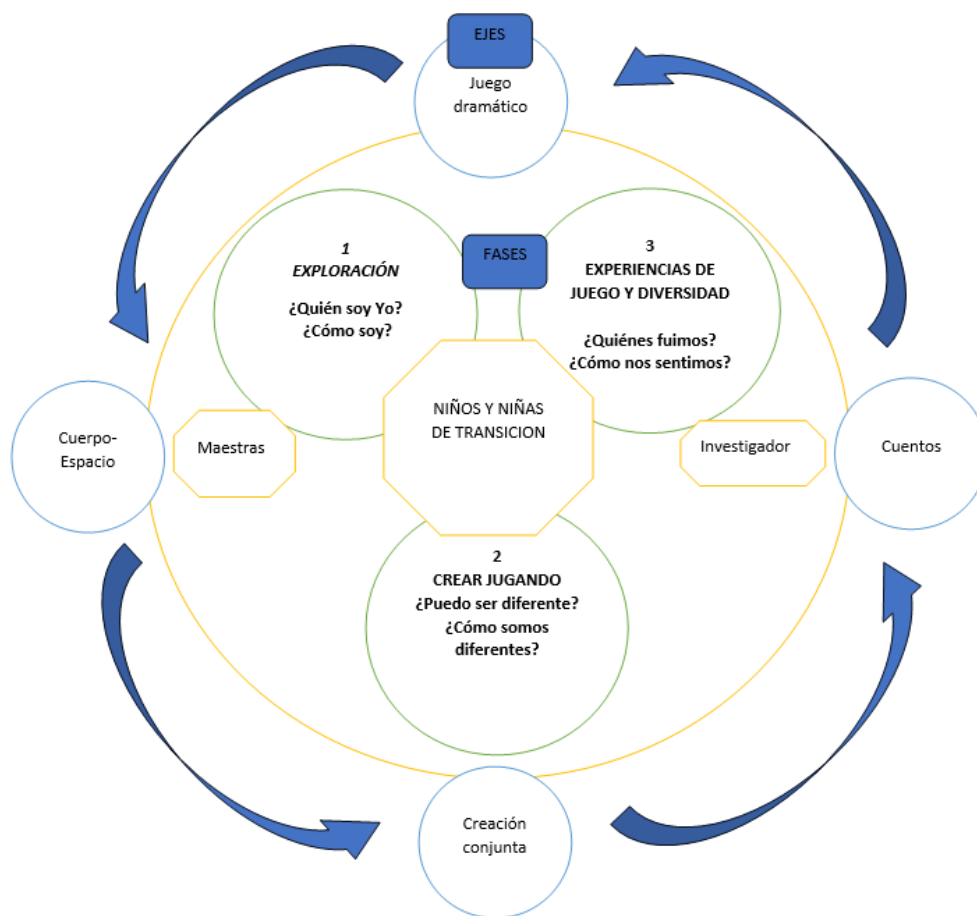 EJES
Juego
dramático
1
EXPLORACIÓN
¿Quién soy Yo?
¿Cómo soy?
FASES
3
EXPERIENCIAS DE
JUEGO Y DIVERSIDAD
¿Quiénes fuimos?
¿Cómo nos sentimos?
Cuerpo-
Espacio
Maestras
NIÑOS Y NIÑAS
DE TRANSICION
Investigador
Cuentos
2
CREAR JUGANDO
¿Puedo ser diferente?
¿Cómo somos
diferentes?
Creación
conjunta